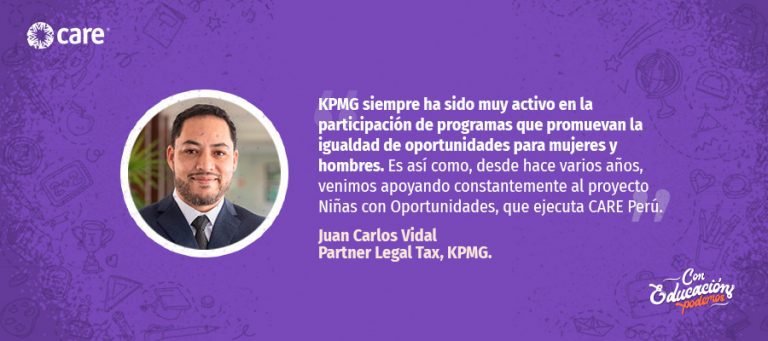 care
KPMG siempre ha sido muy activo en la
participación de programas que promuevan la
igualdad de oportunidades para mujeres y
hombres. Es así como, desde hace varios años,
venimos apoyando constantemente al proyecto
Niñas con Oportunidades, que ejecuta CARE Perú.
Juan Carlos Vidal
Partner Legal Tax, KPMG.
Con
Educación
podemos